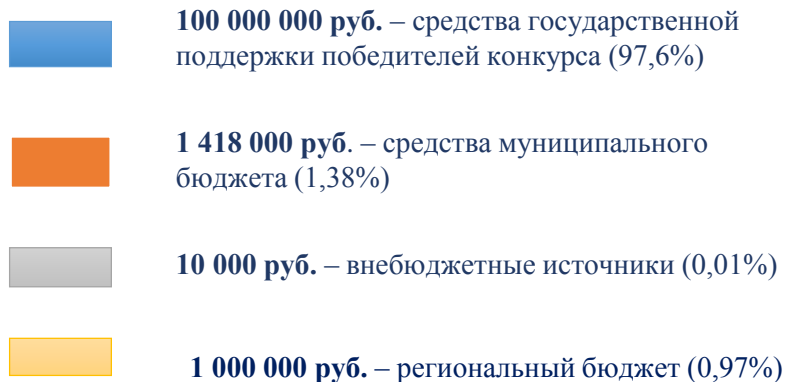 100 000 000 руб. – средства государственной
поддержки победителей конкурса (97,6%)
1 418 000 руб. – средства муниципального
бюджета (1,38%)
10 000 руб. – внебюджетные источники (0,01%)
1 000 000 руб. – региональный бюджет (0,97%)